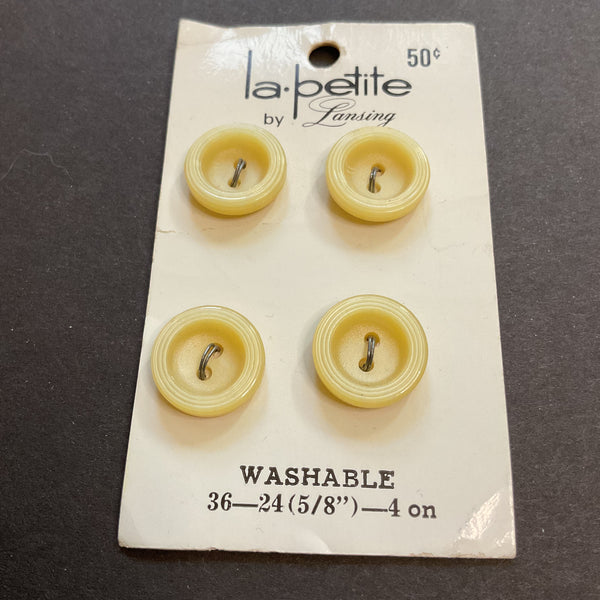 50¢
la·petite
by Lansing
WASHABLE
36—24 (5/8”)—4 on